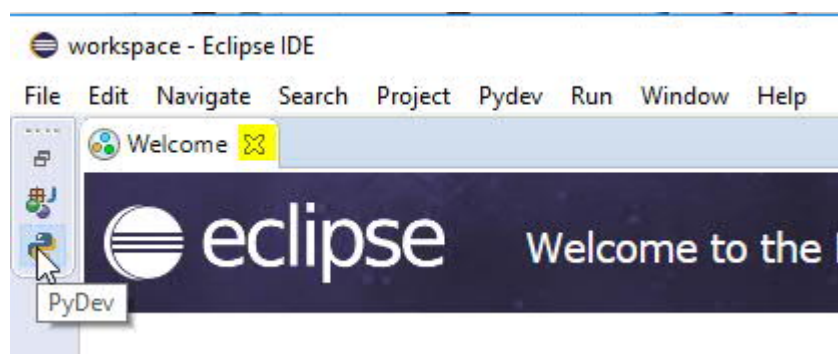 workspace - Eclipse IDE
File Edit Navigate Search Project Pydev Run Window Help
Welcome
eclipse Welcome to the
PyDev